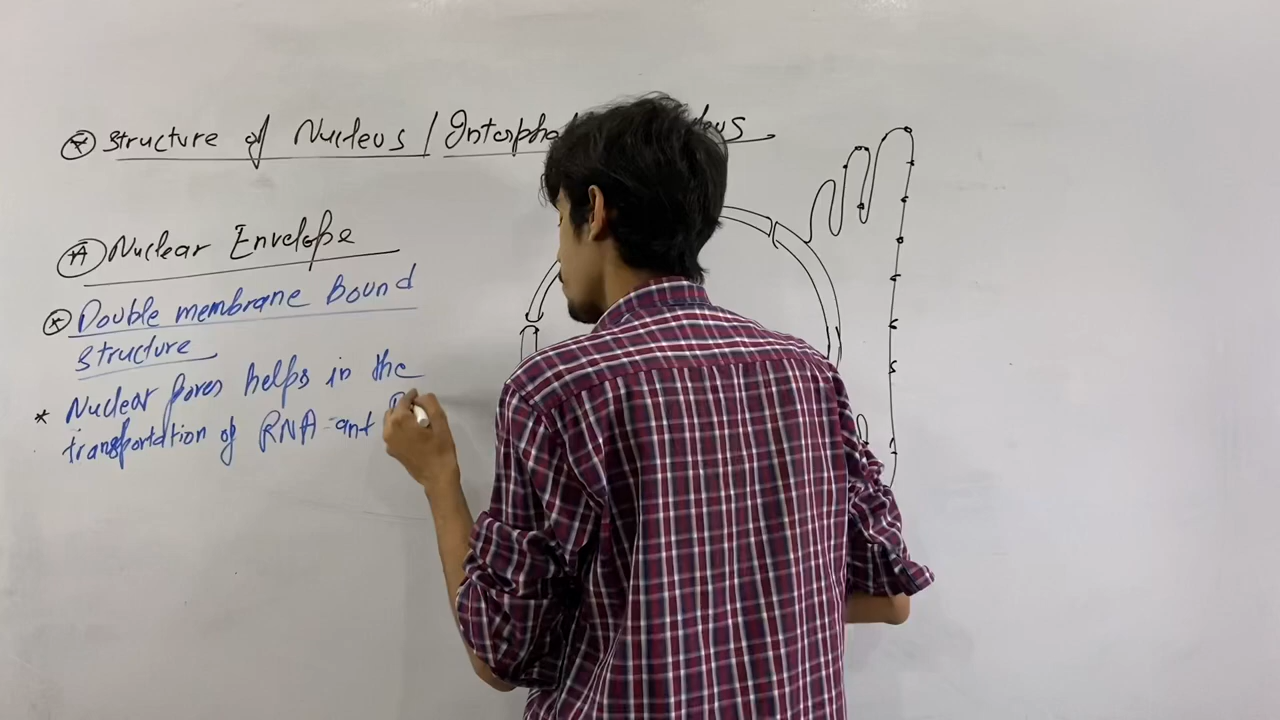 Structure of Nucleus / Interpha
A Nuclear Envelope
Double membrane Bound
structure
* Nuclear pores helps in the
transportation of RNA and